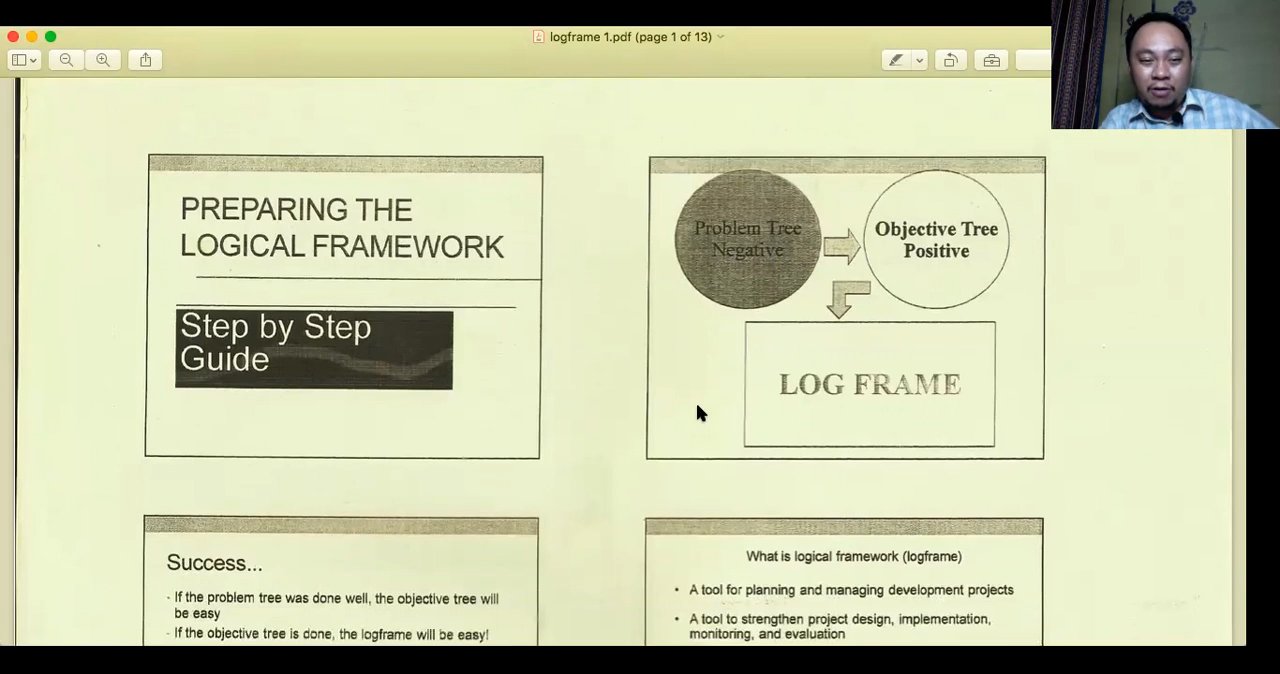 logframe 1.pdf (page 1 of 13)
PREPARING THE
LOGICAL FRAMEWORK
Step by Step
Guide
Problem Tree
Negative
Objective Tree
Positive
LOG FRAME
Success...
- If the problem tree was done well, the objective tree will
be easy
- If the objective tree is done, the logframe will be easy!
What is logical framework (logframe)
• A tool for planning and managing development projects
• A tool to strengthen project design, implementation,
monitoring, and evaluation